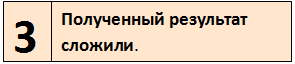 3
Полученный результат
сложили.